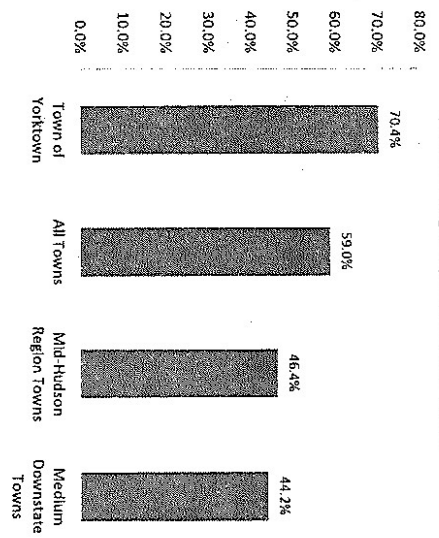 80.0%
70.0%
60.0%
50.0%
40.0%
30.0%
20.0%
10.0%
0.0%
70.4%
59.0%
46.4%
44.2%
Town of
Yorktown
All Towns
Mid-Hudson
Region Towns
Medium
Downstate
Towns